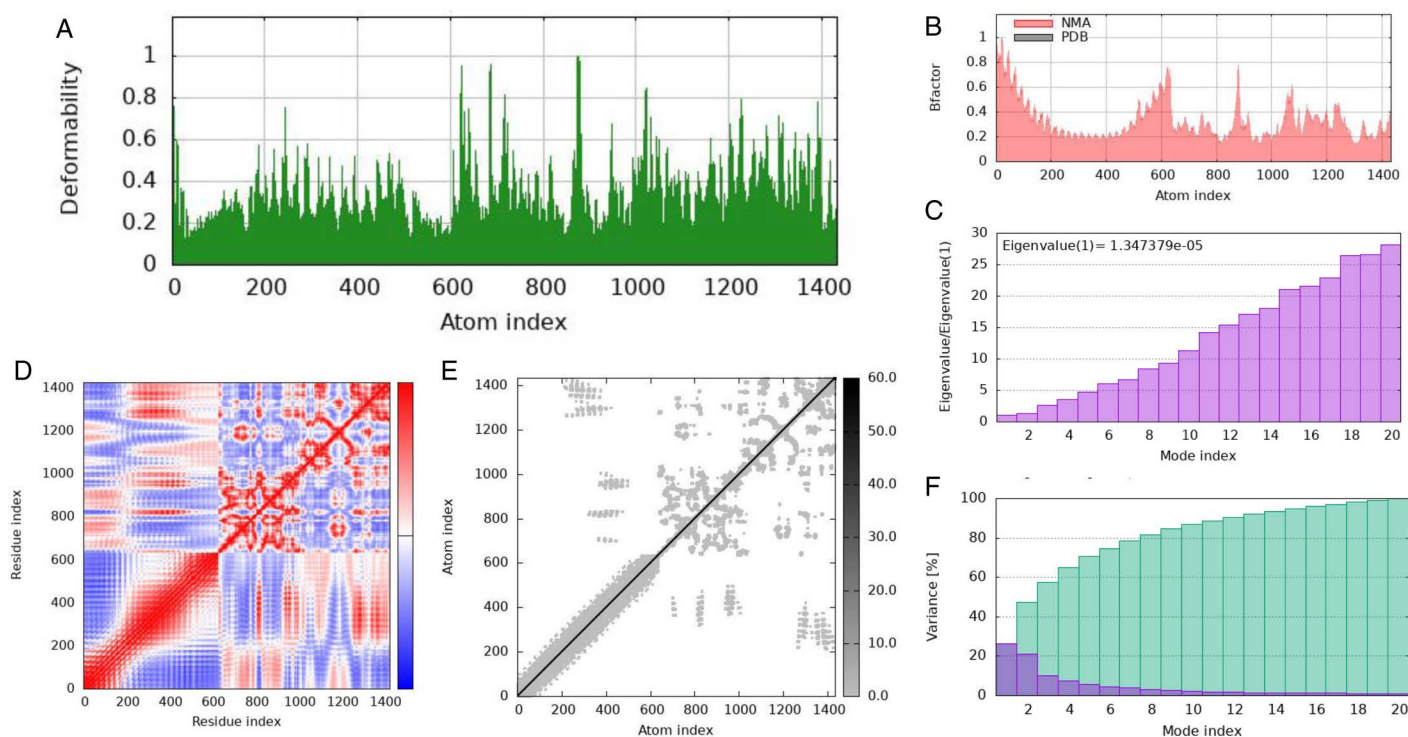 A
Deformability
1
0.8
0.6
0.4
0.2
0
0 200 400 600 800 1000 1200 1400
Atom index
B
NMA
PDB
Bfactor
1
0.8
0.6
0.4
0.2
0
0 200 400 600 800 1000 1200 1400
Atom index
C
Eigenvalue/Eigenvalue(1)
Eigenvalue(1)= 1.347379e-05
30
25
20
15
10
5
0
2 4 6 8 10 12 14 16 18 20
Mode index
D
Residue index
1400
1200
1000
800
600
400
200
0
0 200 400 600 800 1000 1200 1400
Residue index
E
Atom index
1400
1200
1000
800
600
400
200
0
0 200 400 600 800 1000 1200 1400
Atom index
60.0
50.0
40.0
30.0
20.0
10.0
0.0
F
Variance [%]
100
80
60
40
20
0
2 4 6 8 10 12 14 16 18 20
Mode index